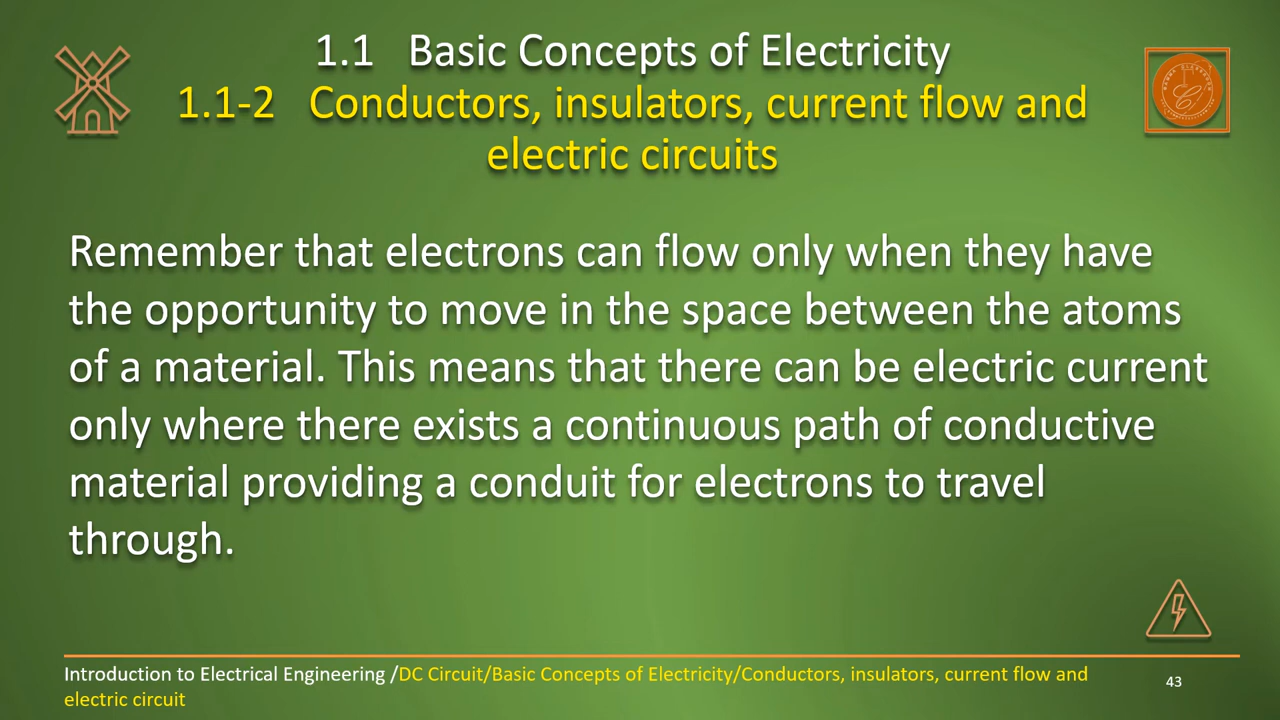 1.1 Basic Concepts of Electricity
1.1-2 Conductors, insulators, current flow and
electric circuits
Remember that electrons can flow only when they have
the opportunity to move in the space between the atoms
of a material. This means that there can be electric current
only where there exists a continuous path of conductive
material providing a conduit for electrons to travel
through.
Introduction to Electrical Engineering /DC Circuit/Basic Concepts of Electricity/Conductors, insulators, current flow and
electric circuit
43